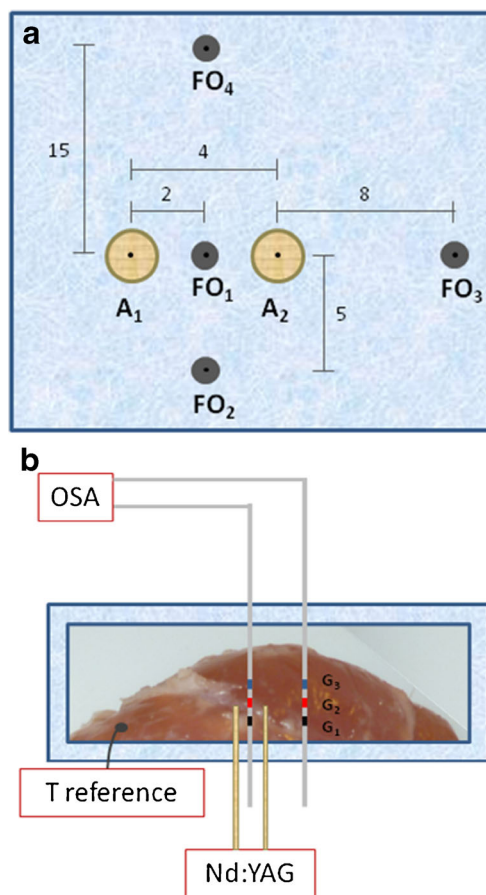 a
FO₄
15
4
2
8
A₁
FO₁
A₂
FO₃
5
FO₂
b
OSA
G₃
G₂
G₁
T reference
Nd:YAG